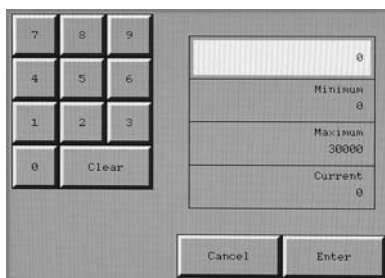 7 8 9
4 5 6
1 2 3
0 Clear
0
Minimum
0
Maximum
30000
Current
0
Cancel Enter